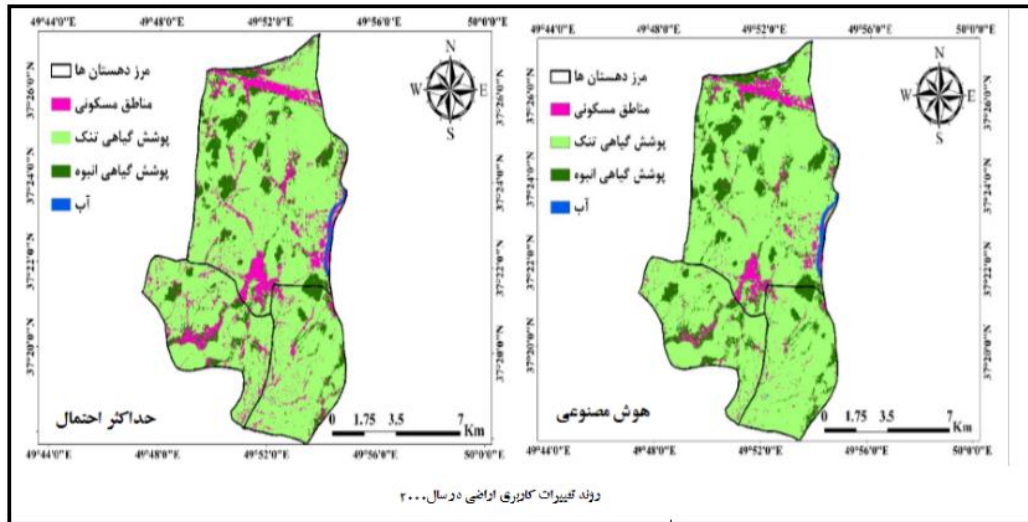 49°44'0"E 49°48'0"E 49°52'0"E 49°56'0"E 50°0'0"E
N
W E
S
مرز دهستان ها
مناطق مسکونی
پوشش گیاهی تنک
پوشش گیاهی انبوه
آب
37°26'0"N
37°24'0"N
37°22'0"N
37°20'0"N
حداکثر احتمال
0 1.75 3.5 7
Km
49°44'0"E 49°48'0"E 49°52'0"E 49°56'0"E 50°0'0"E
49°44'0"E 49°48'0"E 49°52'0"E 49°56'0"E 50°0'0"E
N
W E
S
مرز دهستان ها
مناطق مسکونی
پوشش گیاهی تنک
پوشش گیاهی انبوه
آب
37°26'0"N
37°24'0"N
37°22'0"N
37°20'0"N
هوش مصنوعی
0 1.75 3.5 7
Km
49°44'0"E 49°48'0"E 49°52'0"E 49°56'0"E 50°0'0"E
روند تغییرات کاربری اراضی در سال ۲۰۰۰